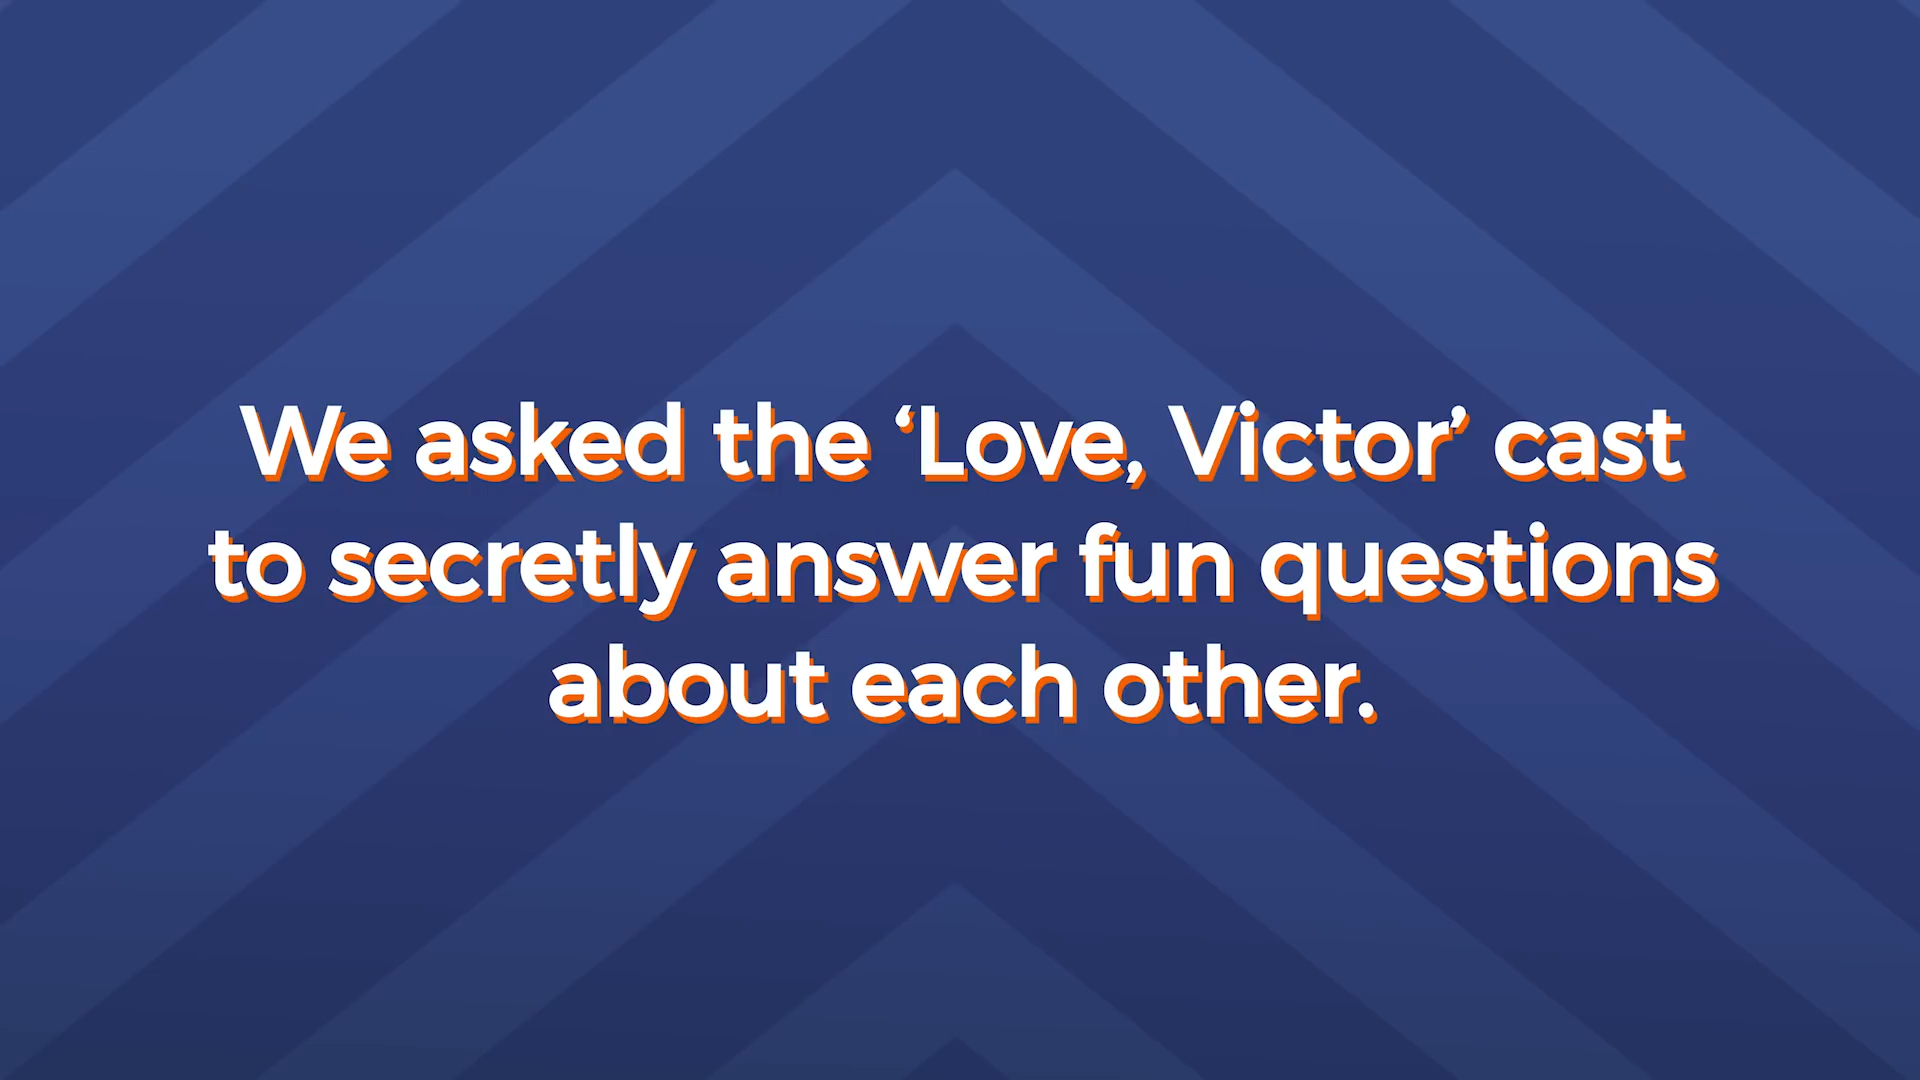 We asked the ‘Love, Victor’ cast
to secretly answer fun questions
about each other.